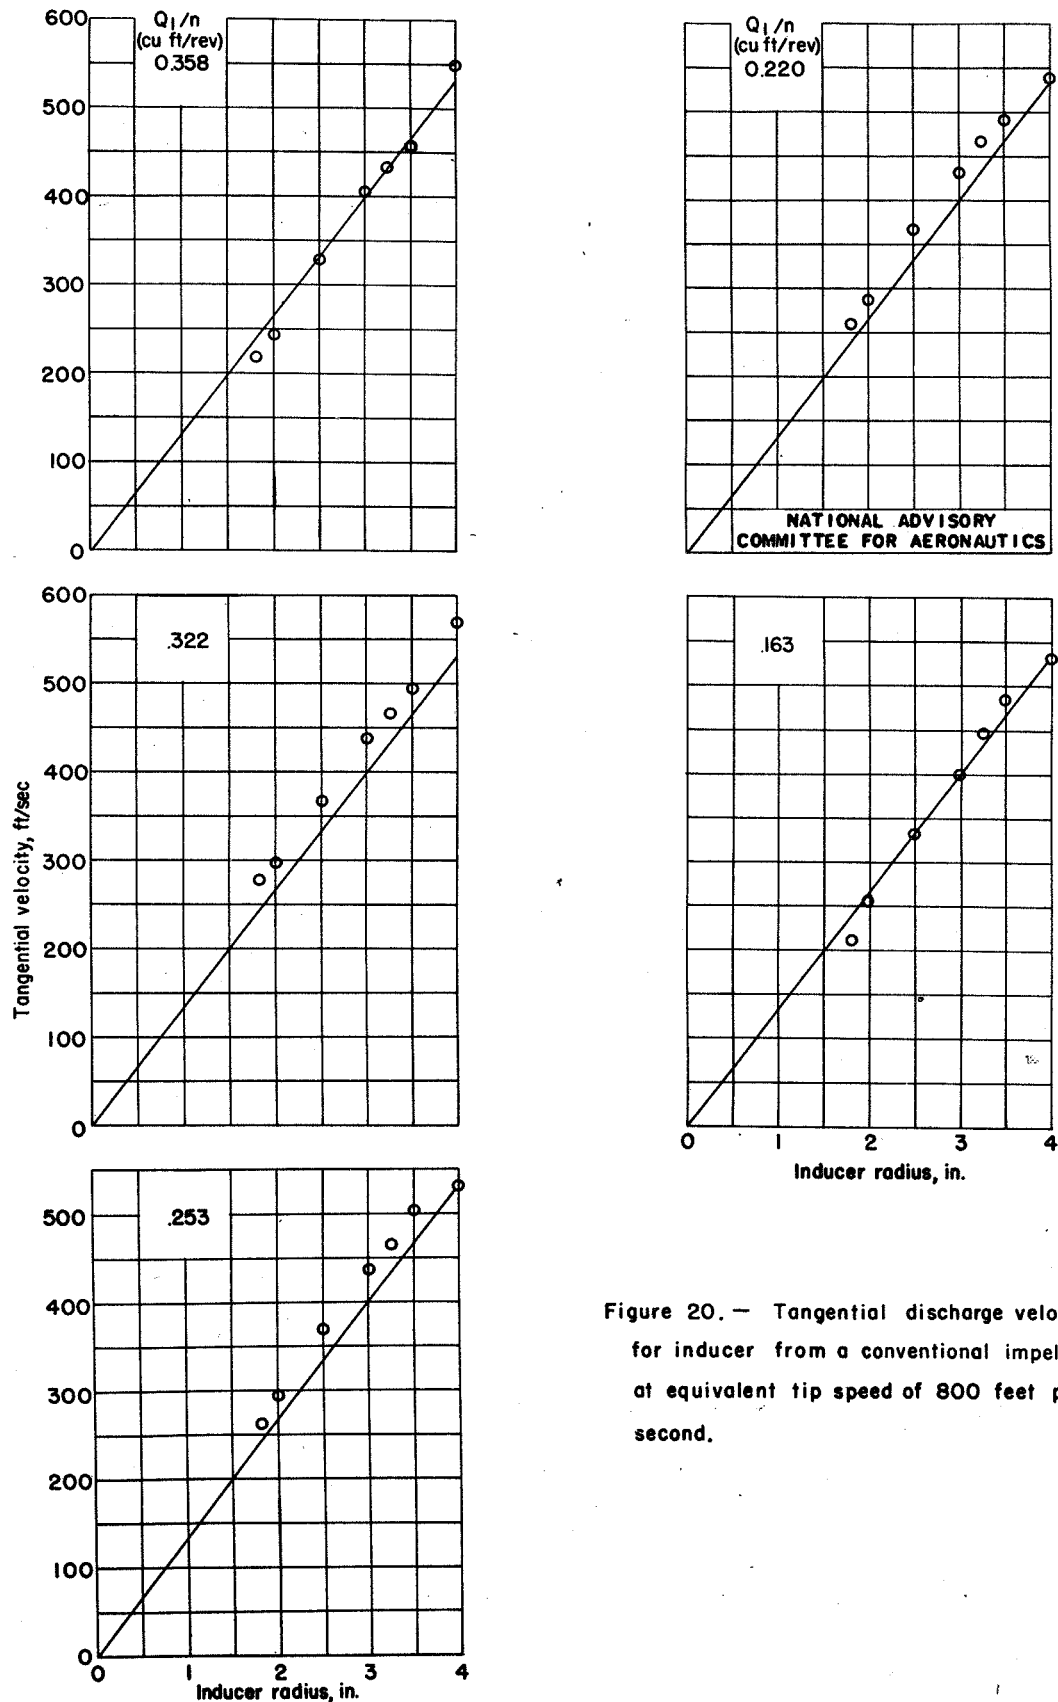 600
500
400
300
200
100
0
Q₁/n
(cu ft/rev)
0.358
Q₁/n
(cu ft/rev)
0.220
NATIONAL ADVISORY
COMMITTEE FOR AERONAUTICS
Tangential velocity, ft/sec
600
500
400
300
200
100
0
.322
.163
0 1 2 3 4
Inducer radius, in.
500
400
300
200
100
0
.253
0 1 2 3 4
Inducer radius, in.
Figure 20. — Tangential discharge
for inducer from a conventional
at equivalent tip speed of 800 feet
second.